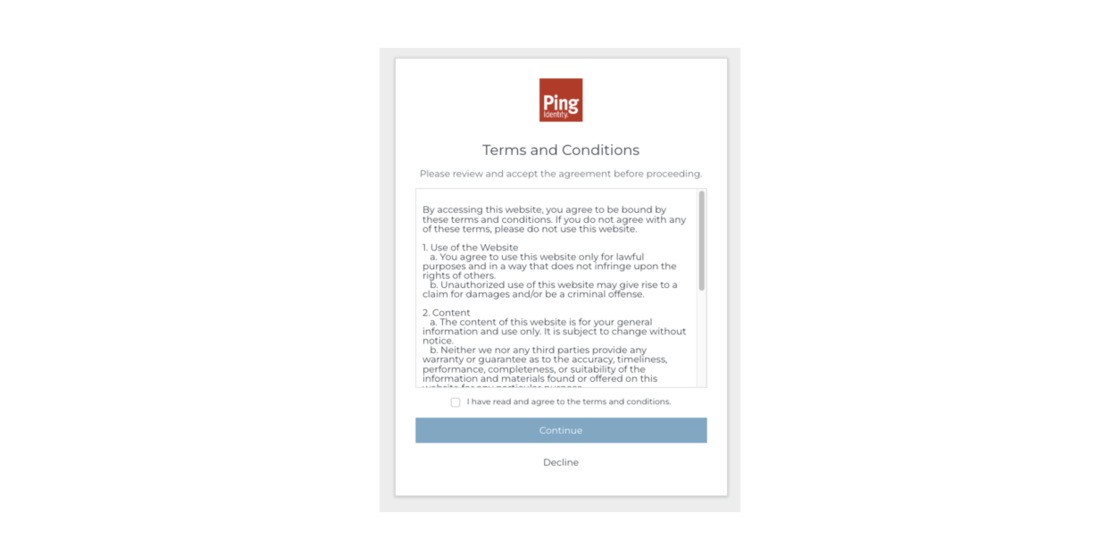 Ping
Identity.
Terms and Conditions
Please review and accept the agreement before proceeding.
By accessing this website, you agree to be bound by
these terms and conditions. If you do not agree with any
of these terms, please do not use this website.
1. Use of the Website
a. You agree to use this website only for lawful
purposes and in a way that does not infringe upon the
rights of others.
b. Unauthorized use of this website may give rise to a
claim for damages and/or be a criminal offense.
2. Content
a. The content of this website is for your general
information and use only. It is subject to change without
notice.
b. Neither we nor any third parties provide any
warranty or guarantee as to the accuracy, timeliness,
performance, completeness, or suitability of the
information and materials found or offered on this
website for any particular purpose.
I have read and agree to the terms and conditions.
Continue
Decline